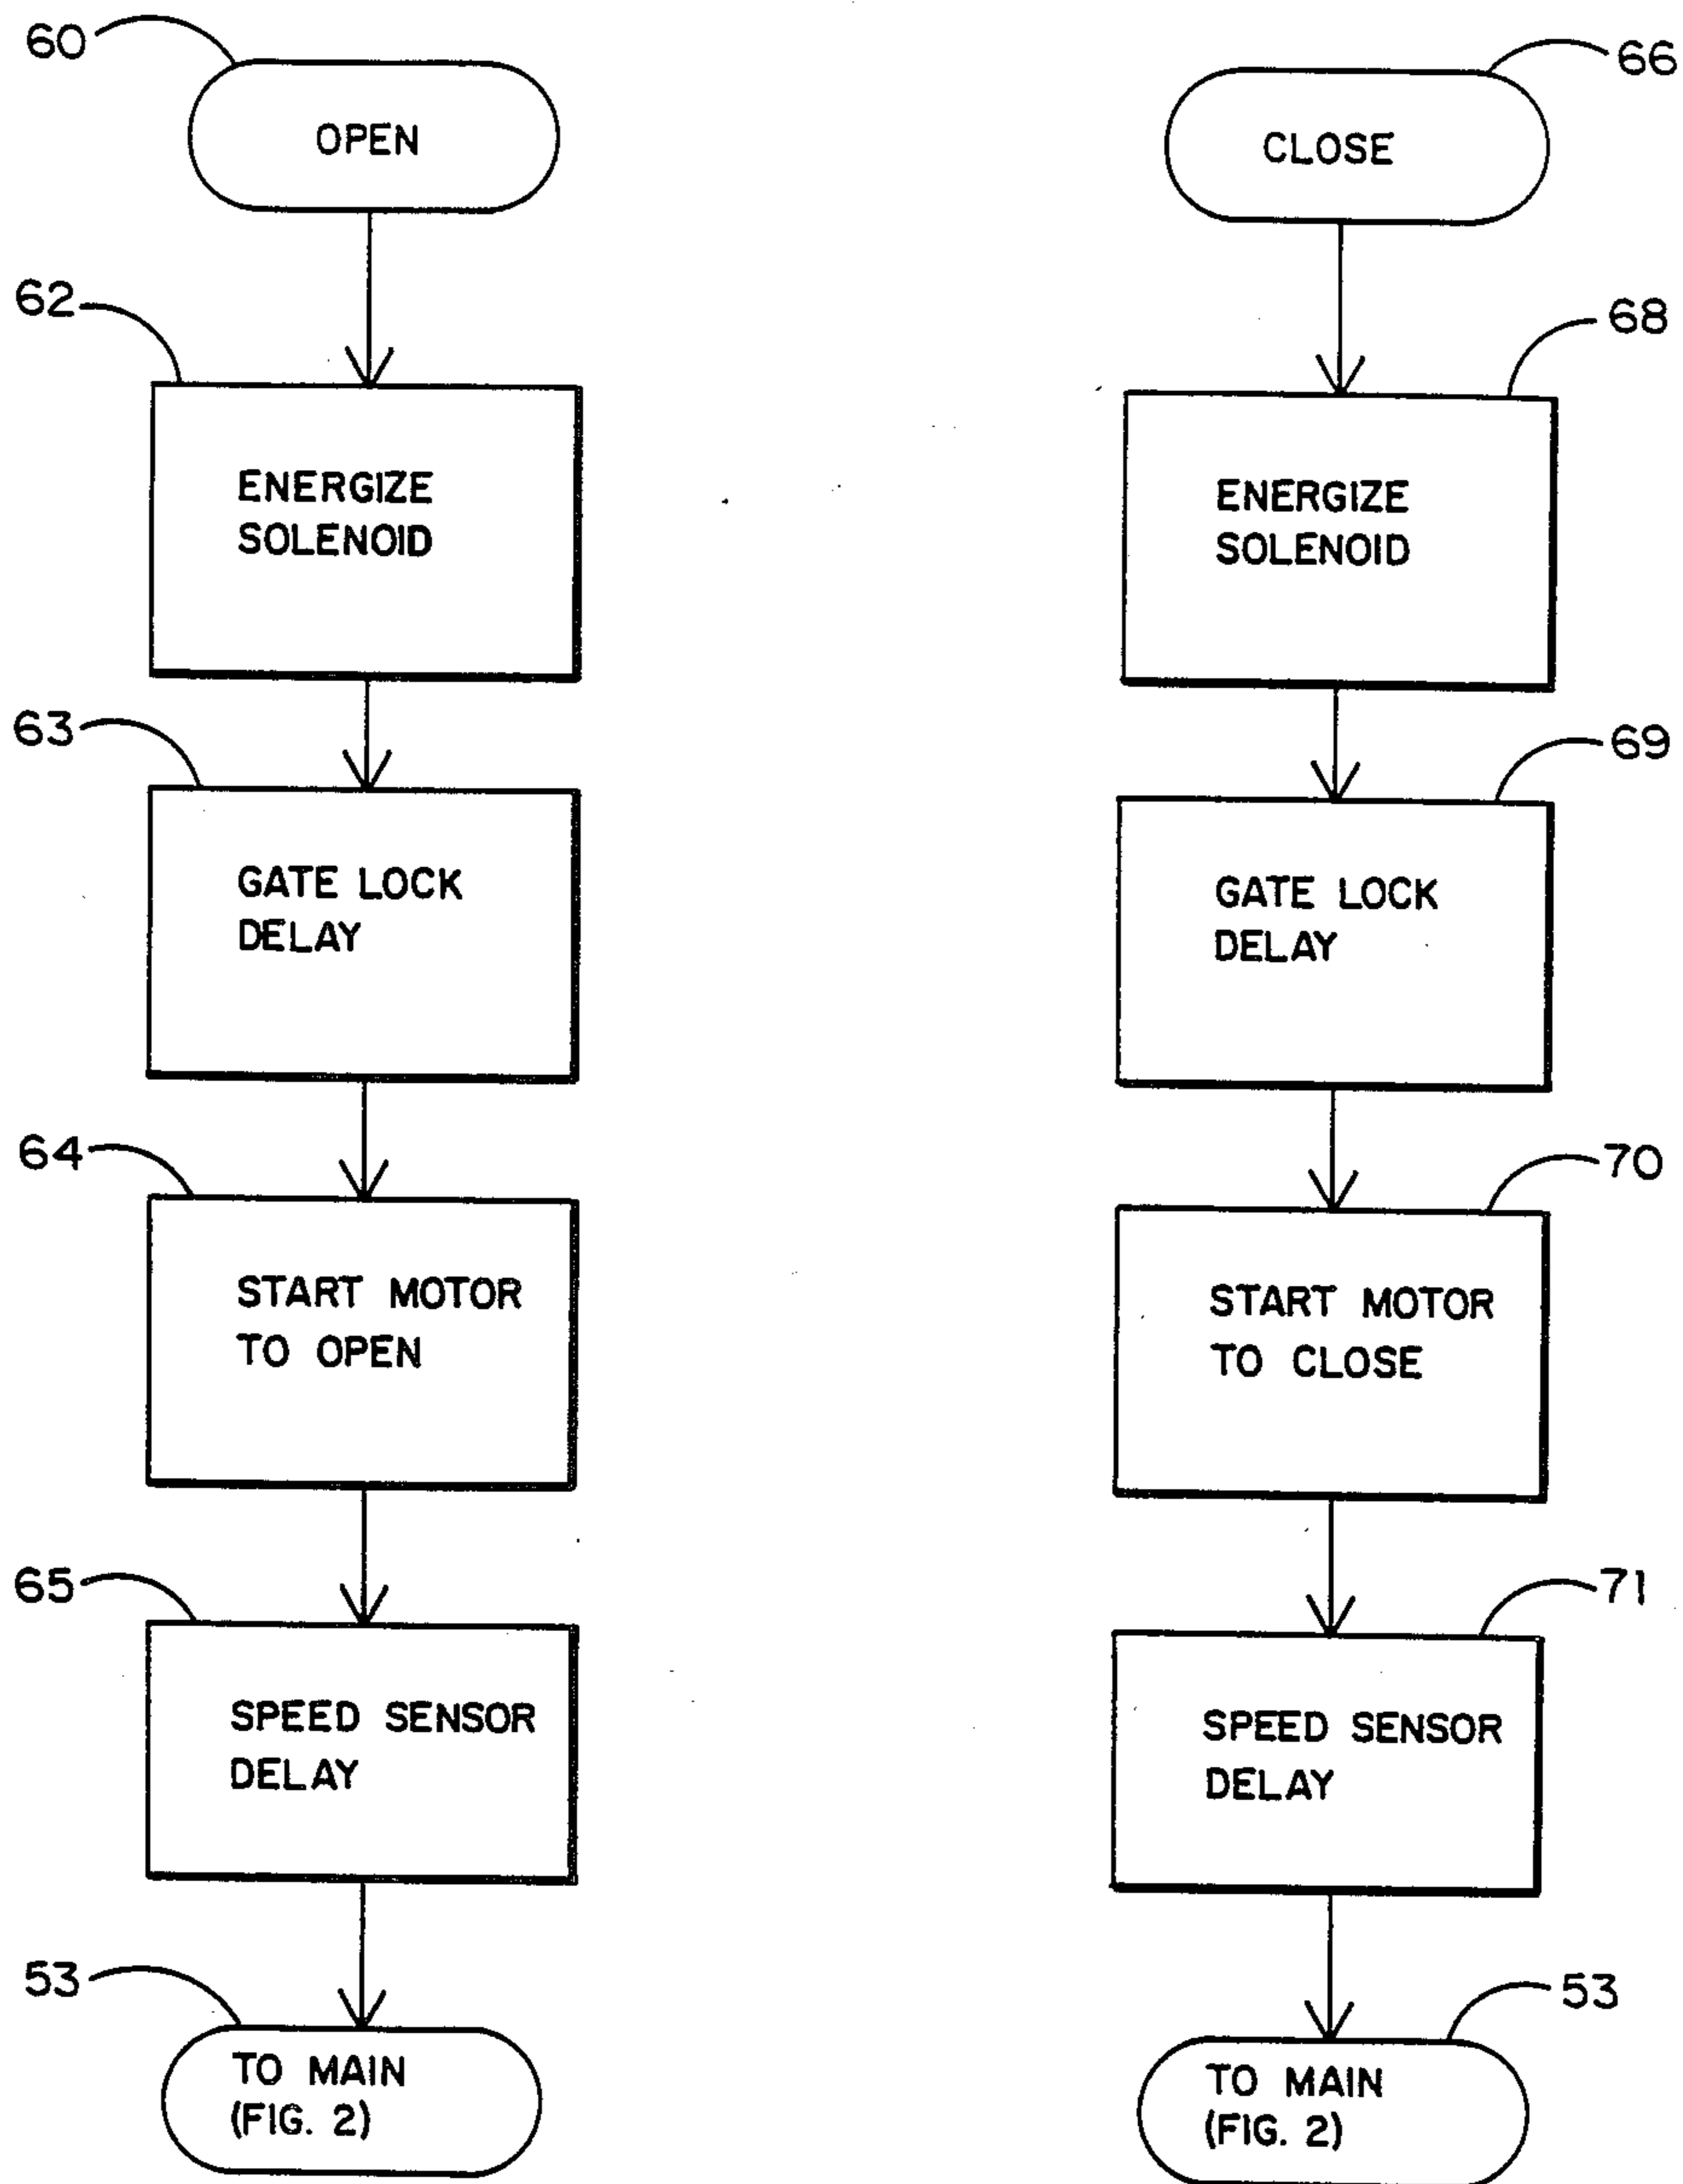 60
OPEN
62
ENERGIZE
SOLENOID
63
GATE LOCK
DELAY
64
START MOTOR
TO OPEN
65
SPEED SENSOR
DELAY
53
TO MAIN
(FIG. 2)
66
CLOSE
68
ENERGIZE
SOLENOID
69
GATE LOCK
DELAY
70
START MOTOR
TO CLOSE
71
SPEED SENSOR
DELAY
53
TO MAIN
(FIG. 2)